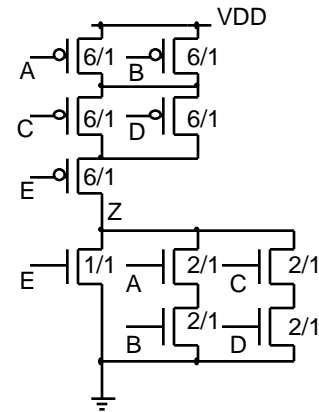 VDD
A 6/1 B 6/1
C 6/1 D 6/1
E 6/1
Z
E 1/1 A 2/1 C 2/1
B 2/1 D 2/1